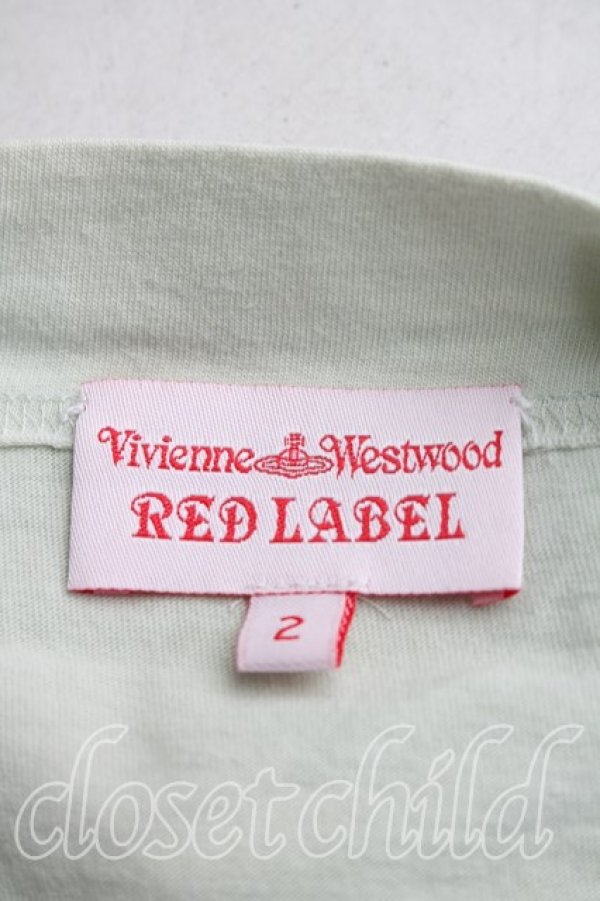 Vivienne Westwood
RED LABEL
2
closetchild